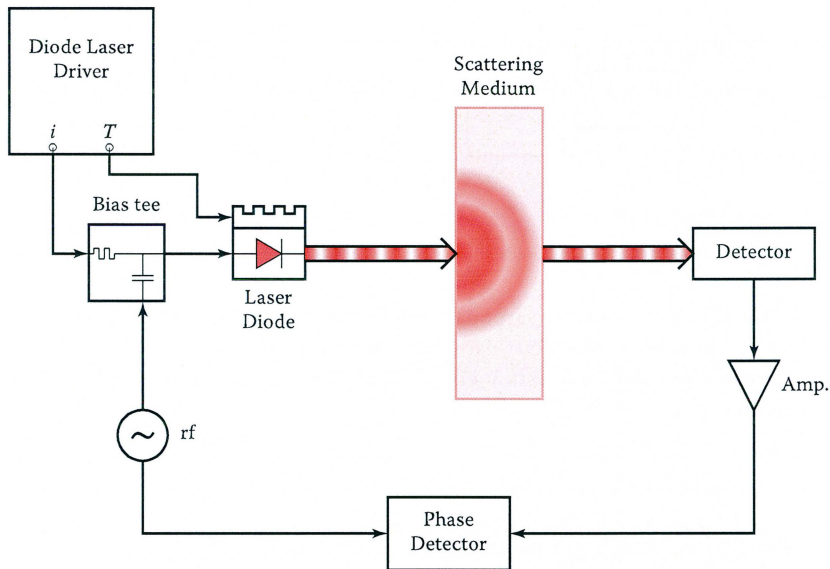 Diode Laser
Driver
i
T
Scattering
Medium
Bias tee
Laser
Diode
Detector
Amp.
~
rf
Phase
Detector